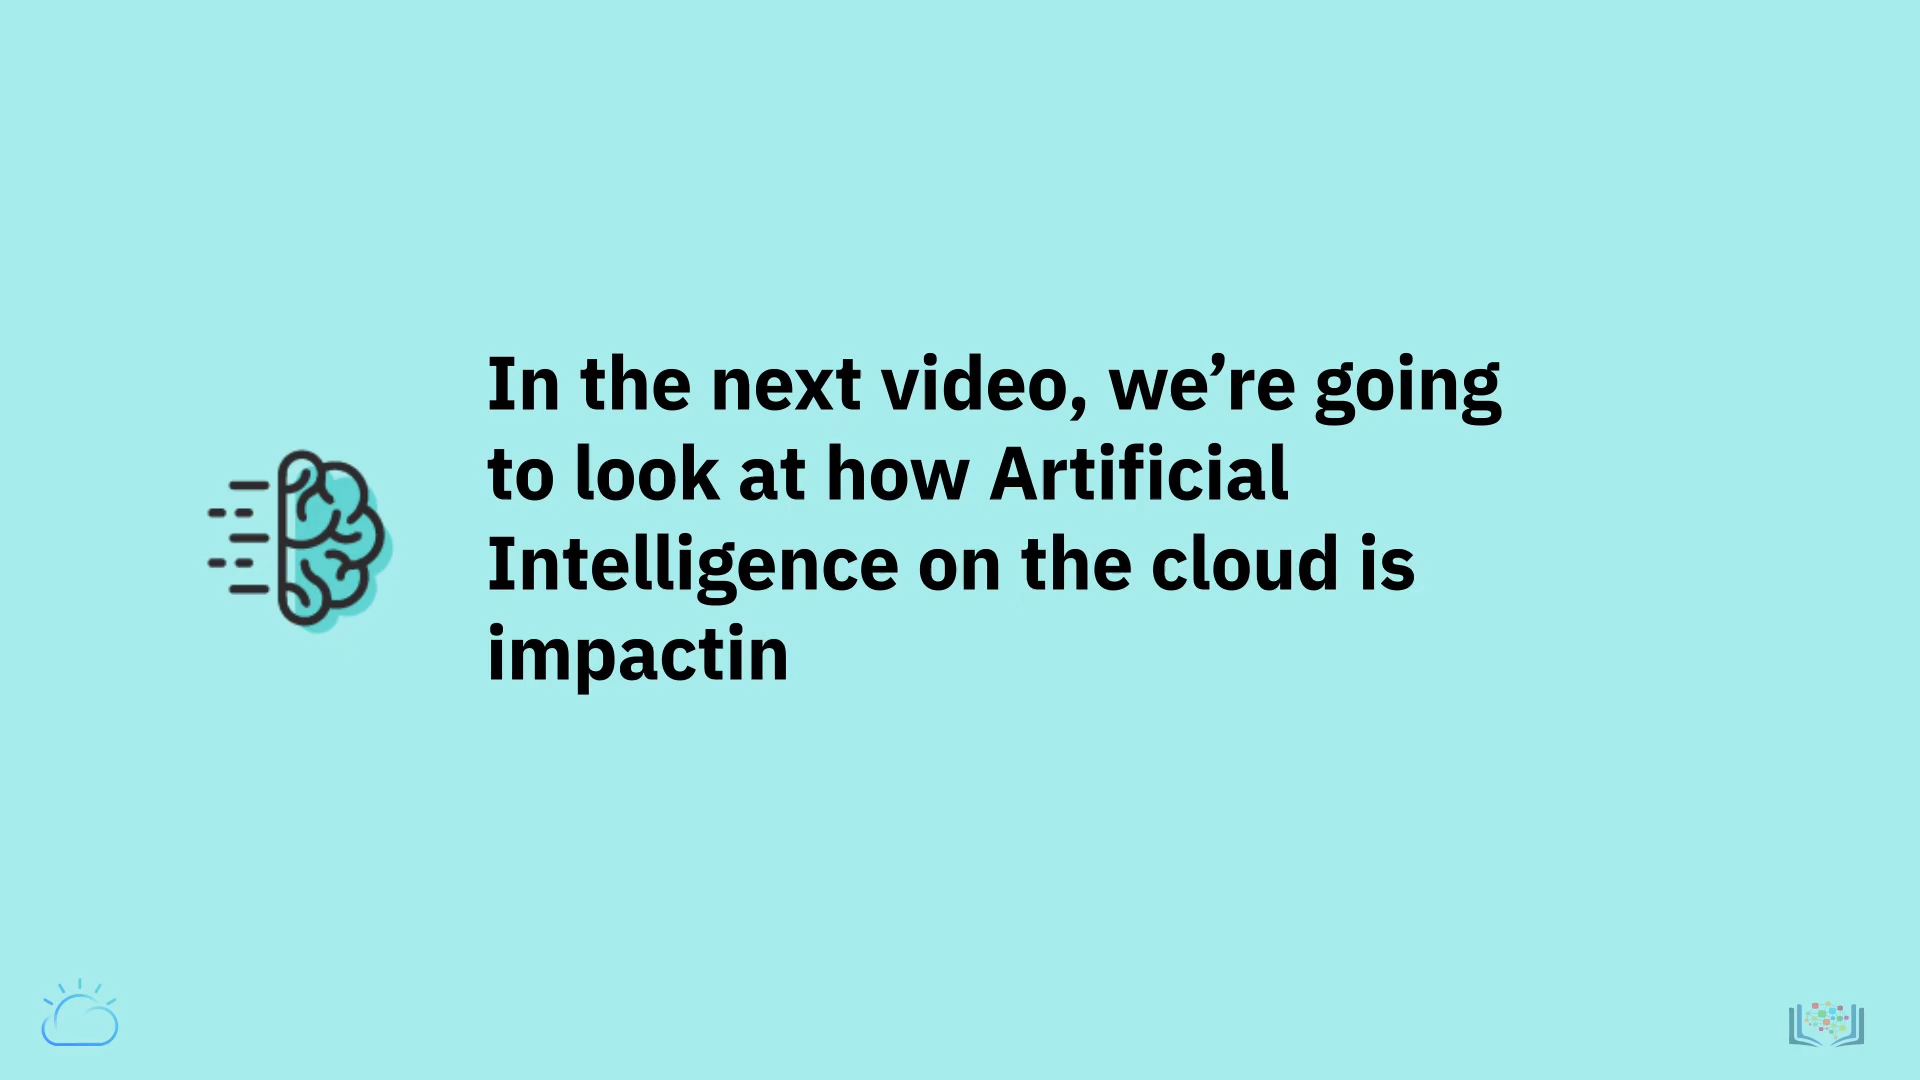 In the next video, we’re going
to look at how Artificial
Intelligence on the cloud is
impactin